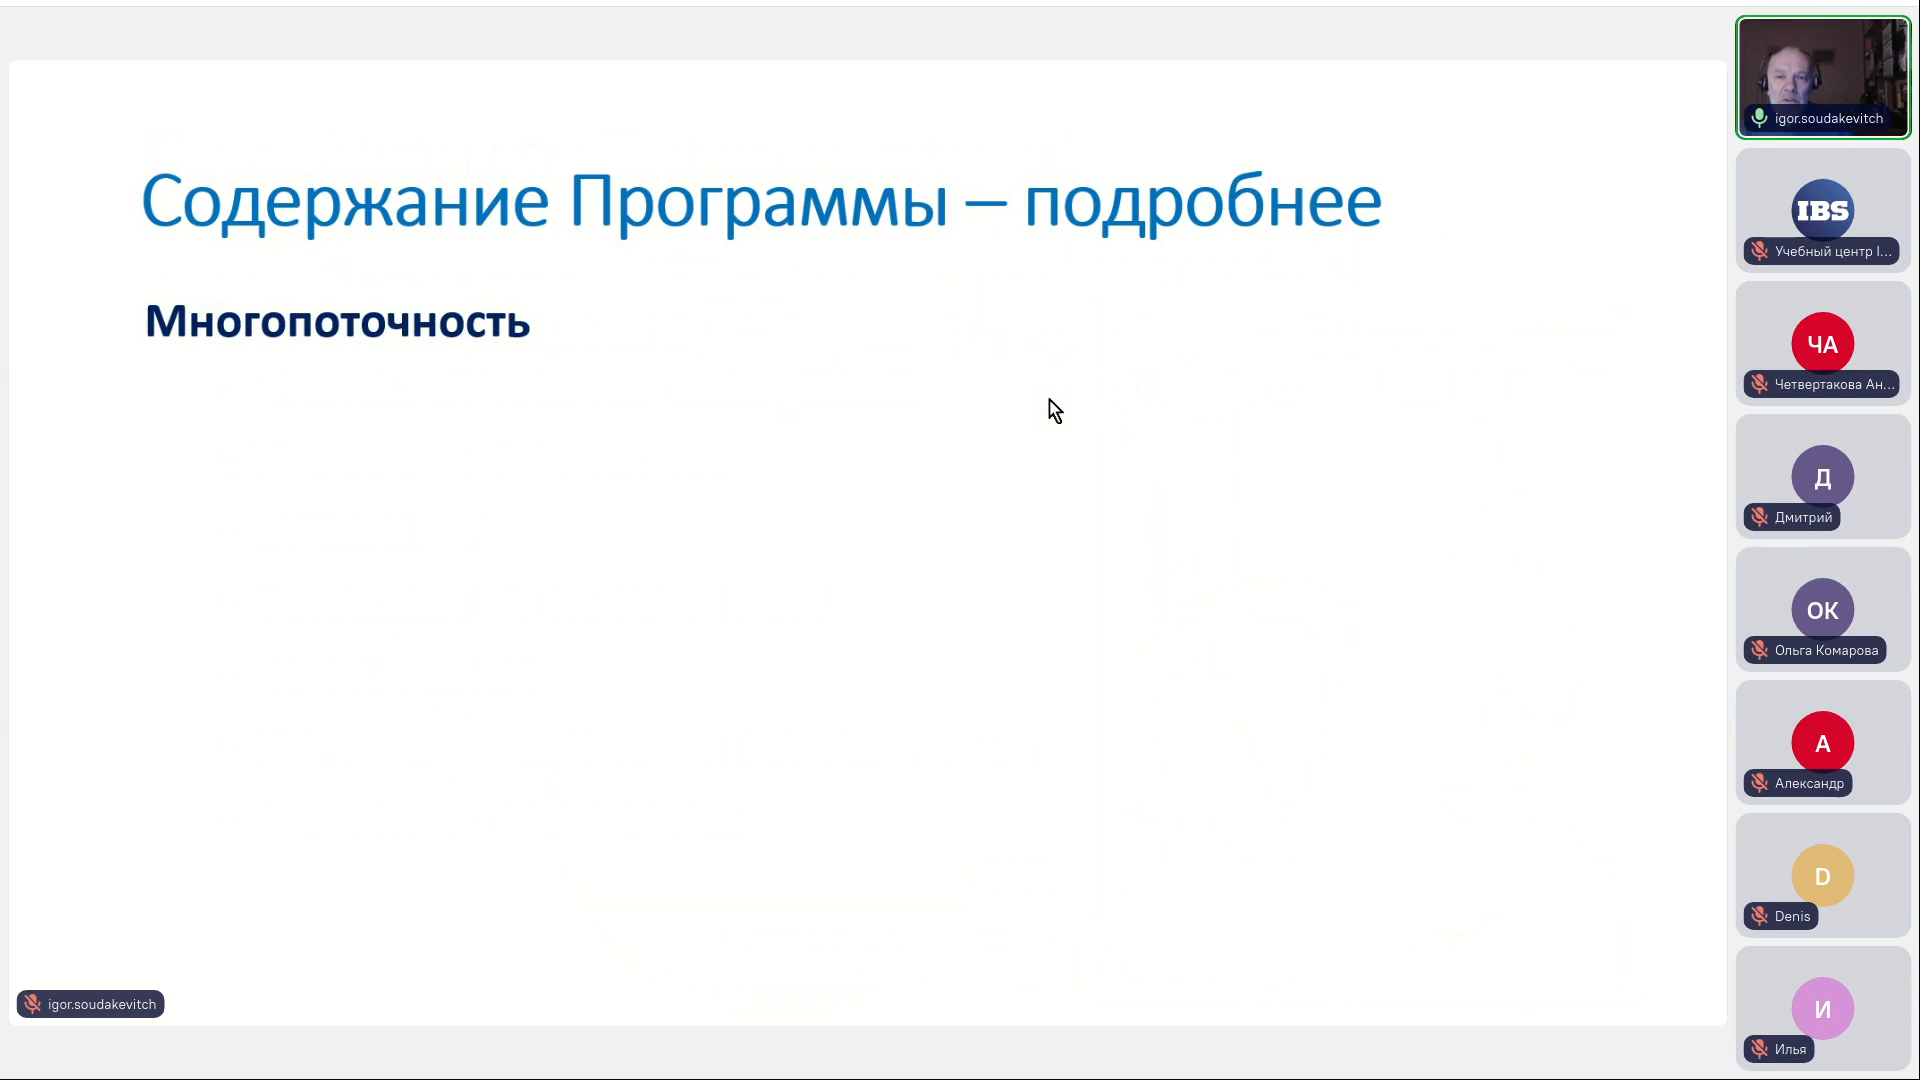 Содержание Программы – подробнее
Многопоточность
igor.soudakevitch
igor.soudakevitch
IBS
Учебный центр I...
ЧА
Четвертакова Ан...
Д
Дмитрий
ОК
Ольга Комарова
А
Александр
D
Denis
И
Илья